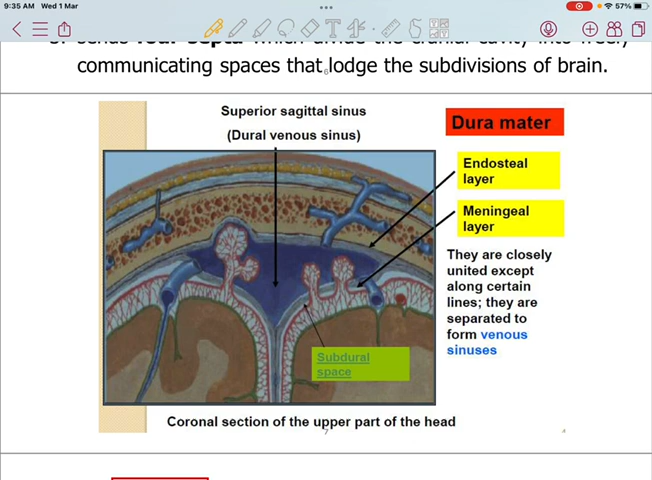 9:35 AM Wed 1 Mar
57%
communicating spaces that lodge the subdivisions of brain.
6
Superior sagittal sinus
(Dural venous sinus)
Dura mater
Endosteal
layer
Meningeal
layer
They are closely
united except
along certain
lines; they are
separated to
form venous
sinuses
Subdural
space
Coronal section of the upper part of the head
7